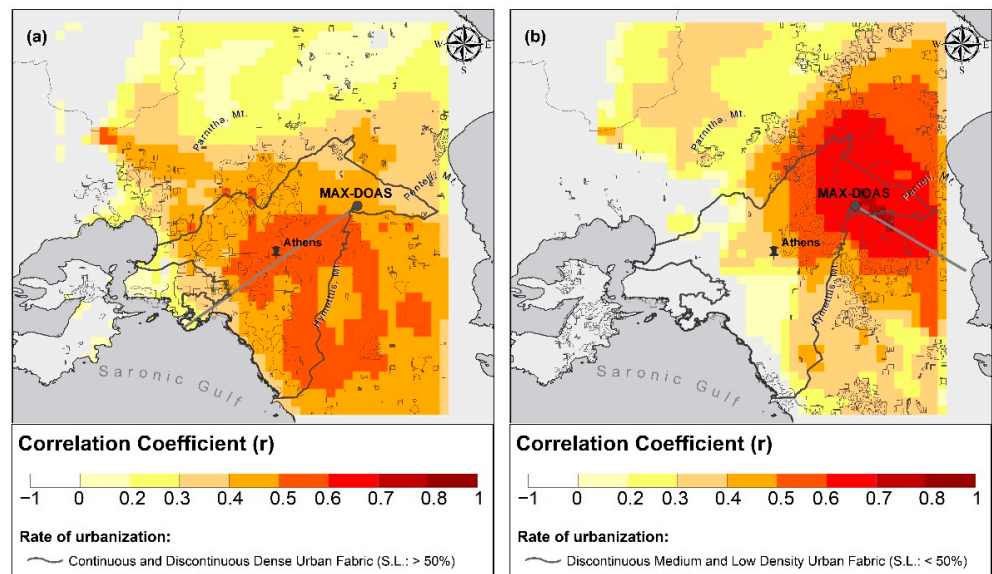 (a)
W E
S
Parnitha, Mt.
Penteli, Mt.
MAX-DOAS
Athens
Hymettus, Mt.
Saronic Gulf
Correlation Coefficient (r)
−1 0 0.2 0.3 0.4 0.5 0.6 0.7 0.8 1
Rate of urbanization:
Continuous and Discontinuous Dense Urban Fabric (S.L.: > 50%)
(b)
W E
S
Parnitha, Mt.
Penteli, Mt.
MAX-DOAS
Athens
Hymettus, Mt.
Saronic Gulf
Correlation Coefficient (r)
−1 0 0.2 0.3 0.4 0.5 0.6 0.7 0.8 1
Rate of urbanization:
Discontinuous Medium and Low Density Urban Fabric (S.L.: < 50%)